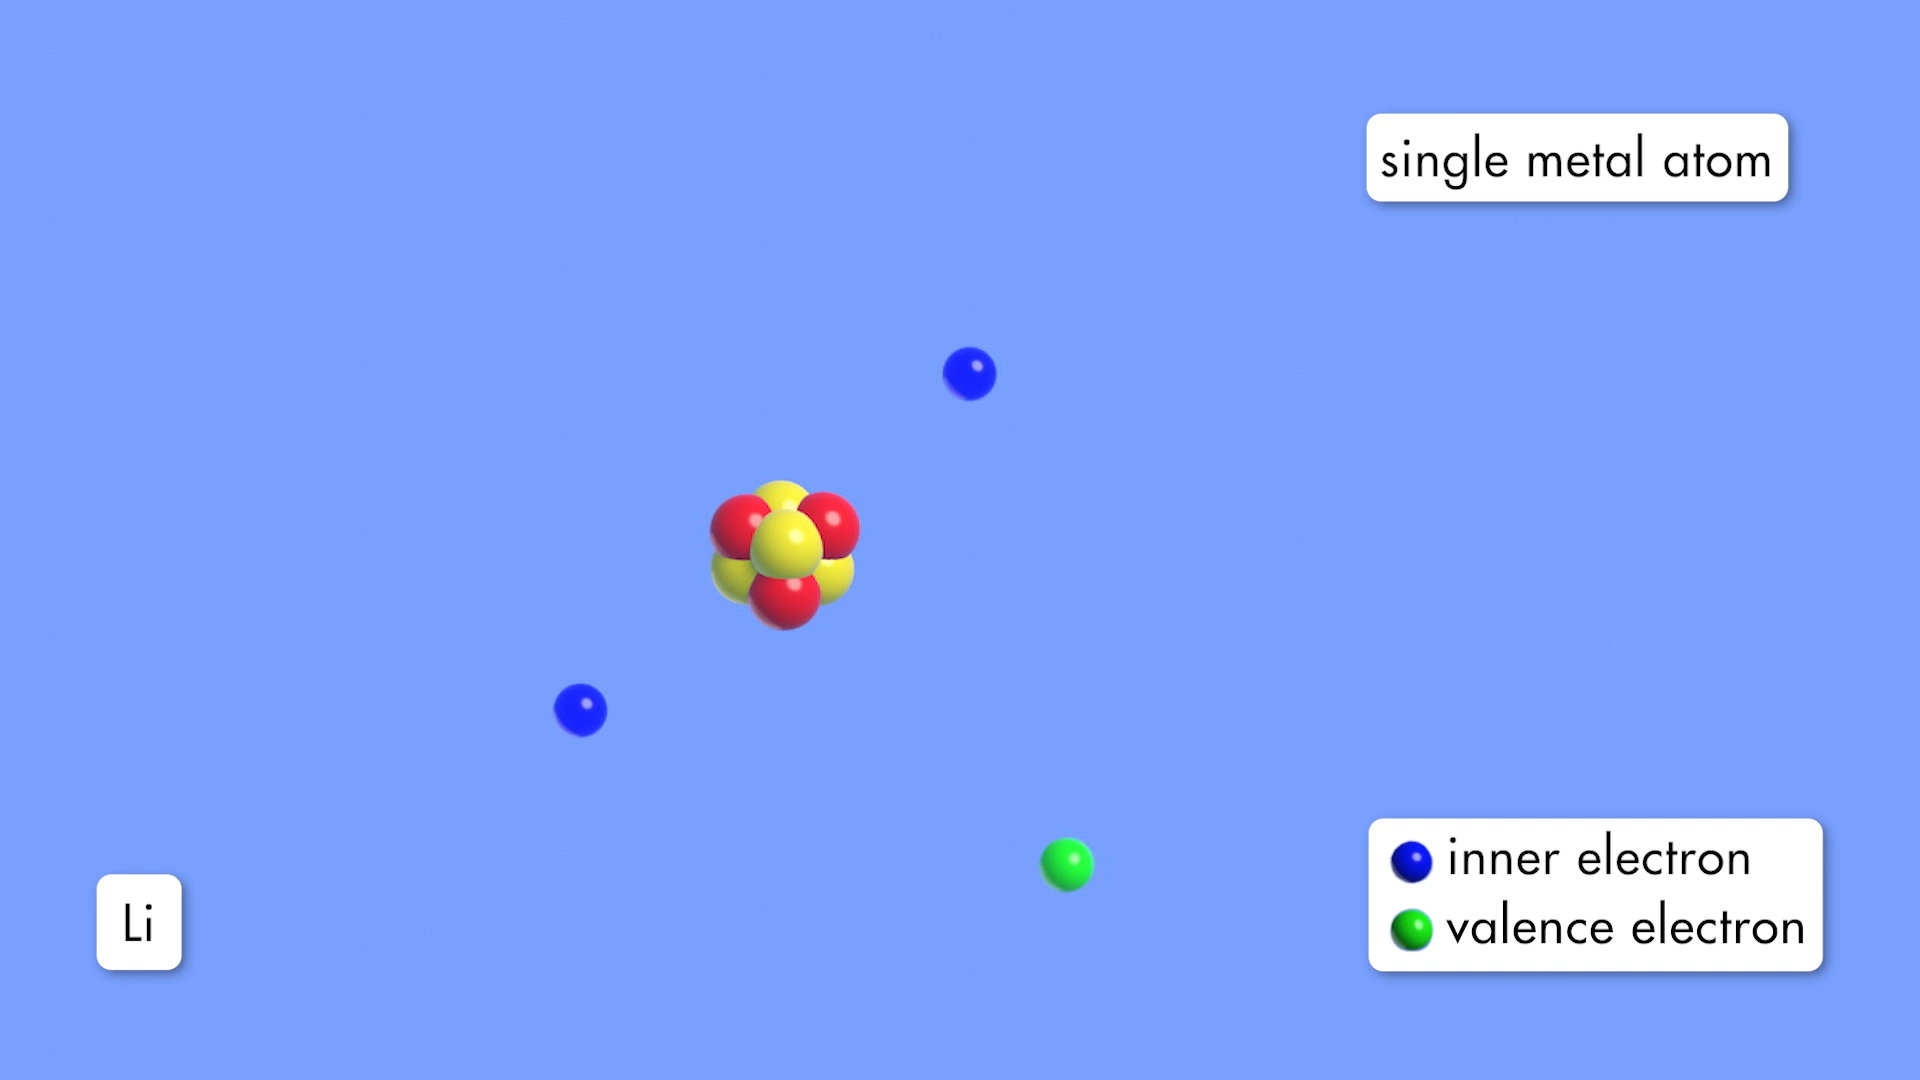 single metal atom
inner electron
valence electron
Li